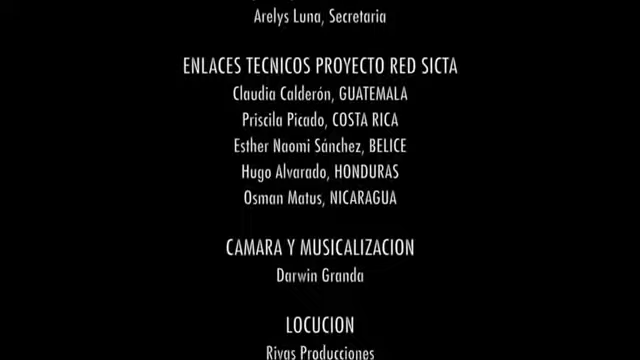 Arelys Luna, Secretaria
ENLACES TECNICOS PROYECTO RED SICTA
Claudia Calderón, GUATEMALA
Priscila Picado, COSTA RICA
Esther Naomi Sánchez, BELICE
Hugo Alvarado, HONDURAS
Osman Matus, NICARAGUA
CAMARA Y MUSICALIZACION
Darwin Granda
LOCUCION
Rivas Producciones